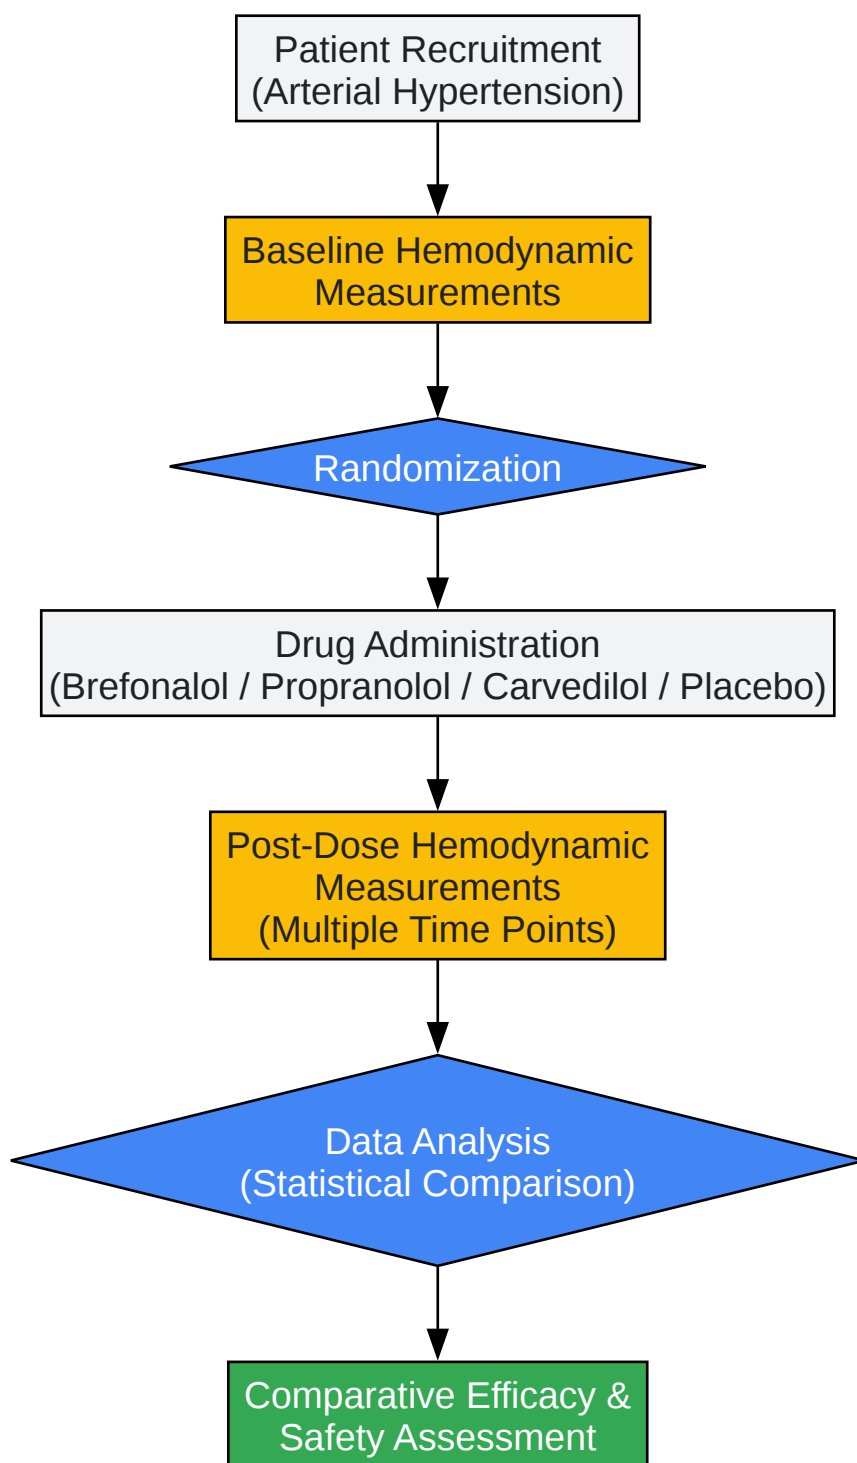 Patient Recruitment
(Arterial Hypertension)
Baseline Hemodynamic
Measurements
Randomization
Drug Administration
(Brefonalol / Propranolol / Carvedilol / Placebo)
Post-Dose Hemodynamic
Measurements
(Multiple Time Points)
Data Analysis
(Statistical Comparison)
Comparative Efficacy &
Safety Assessment